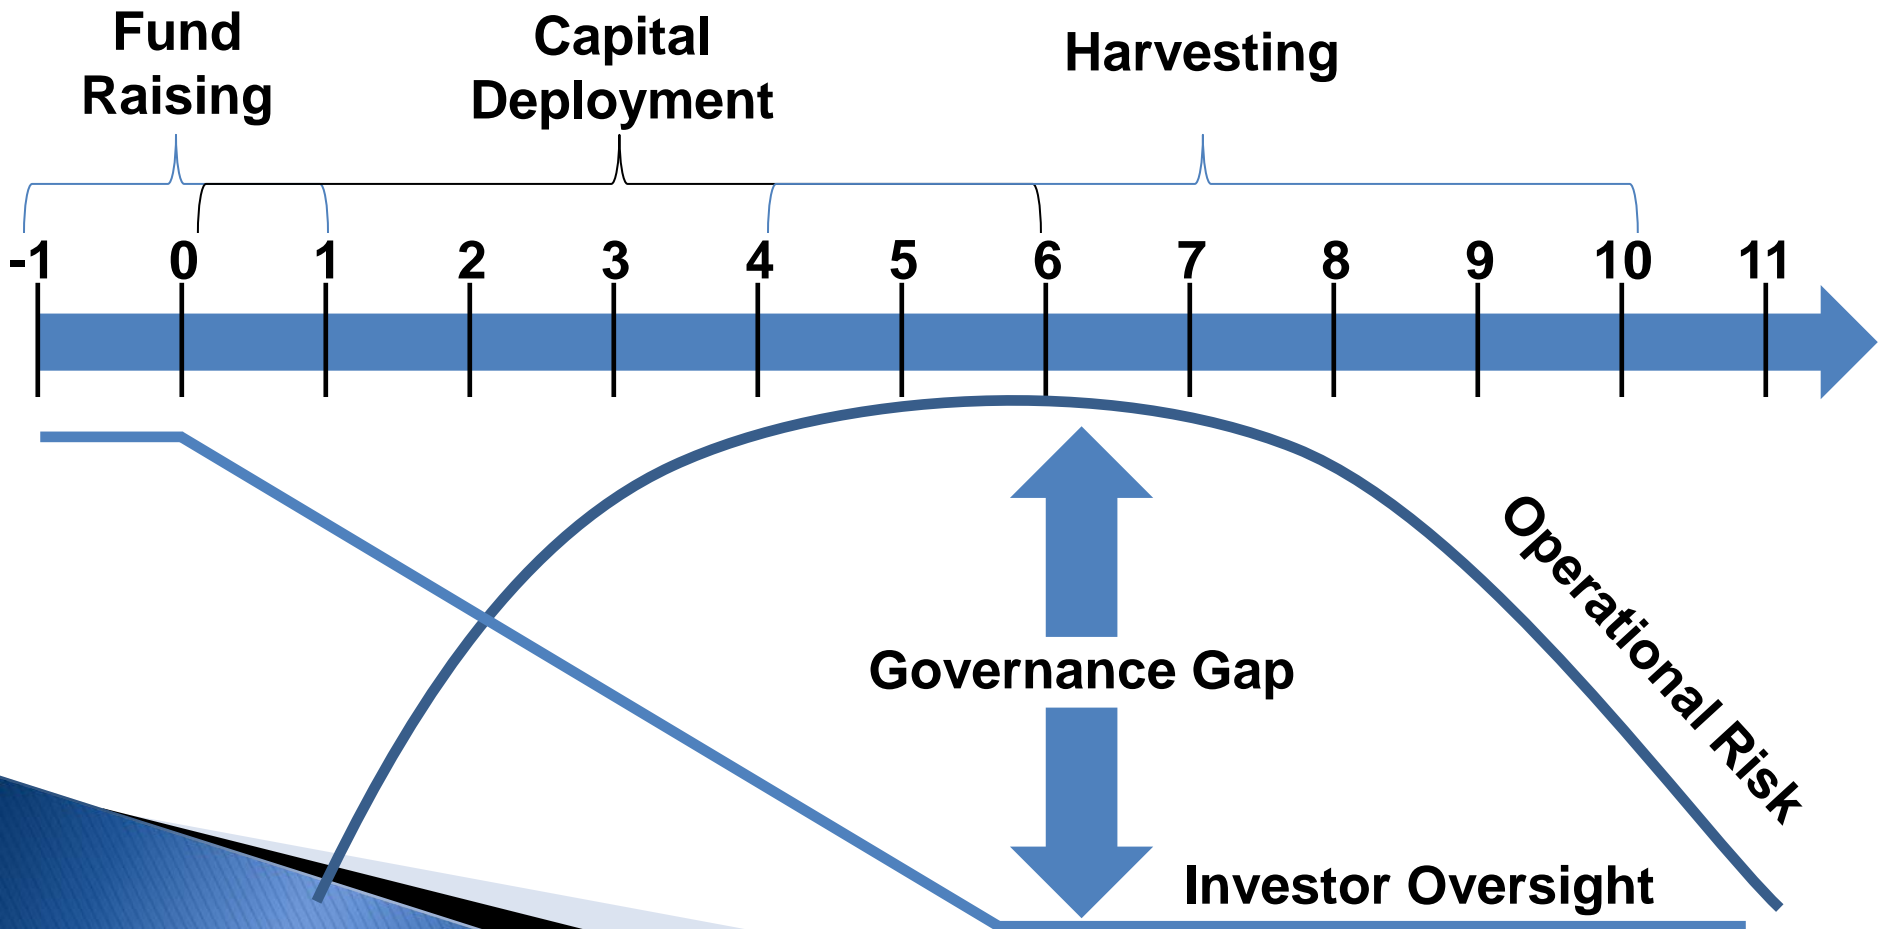 Fund
Raising
Capital
Deployment
Harvesting
-1 0 1 2 3 4 5 6 7 8 9 10 11
Operational Risk
Governance Gap
Investor Oversight